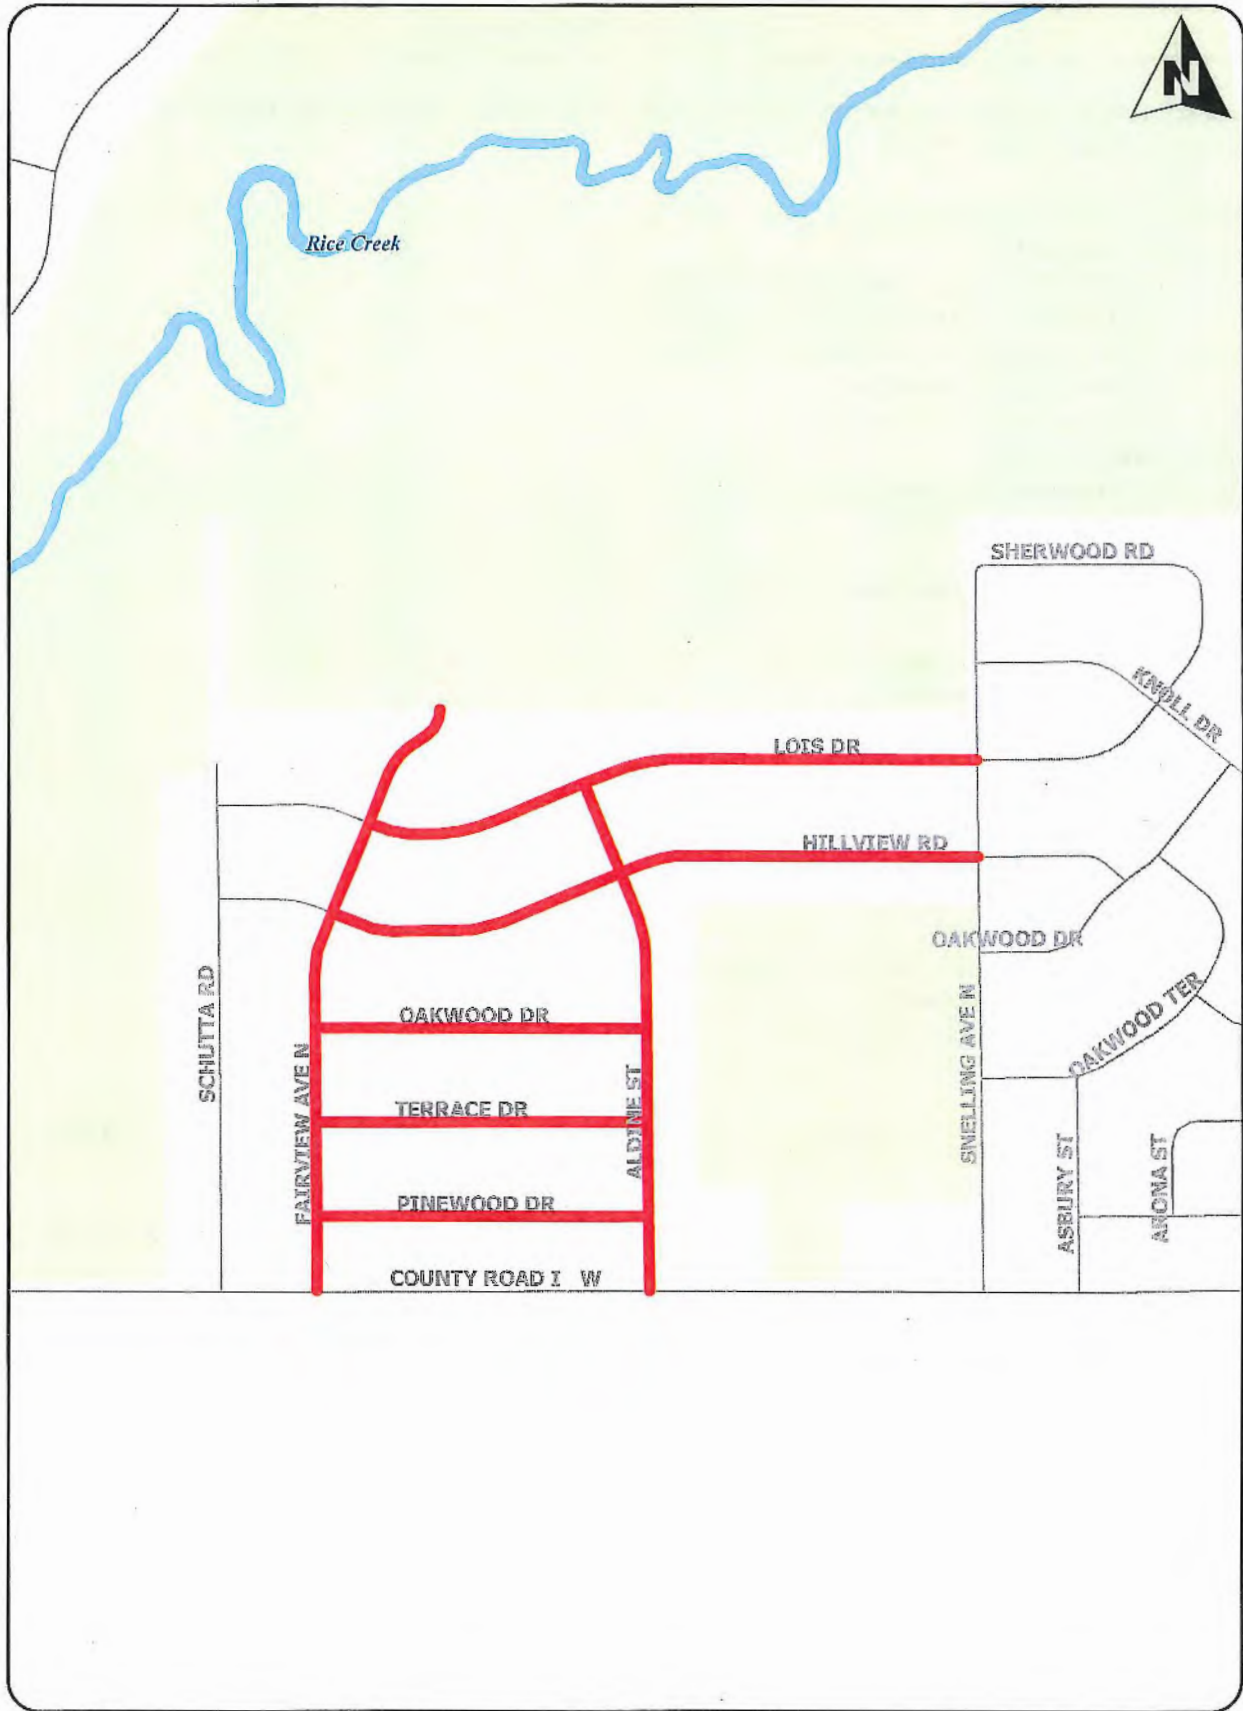 N
Rice Creek
SHERWOOD RD
KNOLL DR
LOIS DR
HILLVIEW RD
OAKWOOD DR
SCHUTTA RD
FAIRVIEW AVE N
OAKWOOD DR
ALDINE ST
SNELLING AVE N
OAKWOOD TER
TERRACE DR
PINEWOOD DR
ASBURY ST
ARONA ST
COUNTY ROAD I W